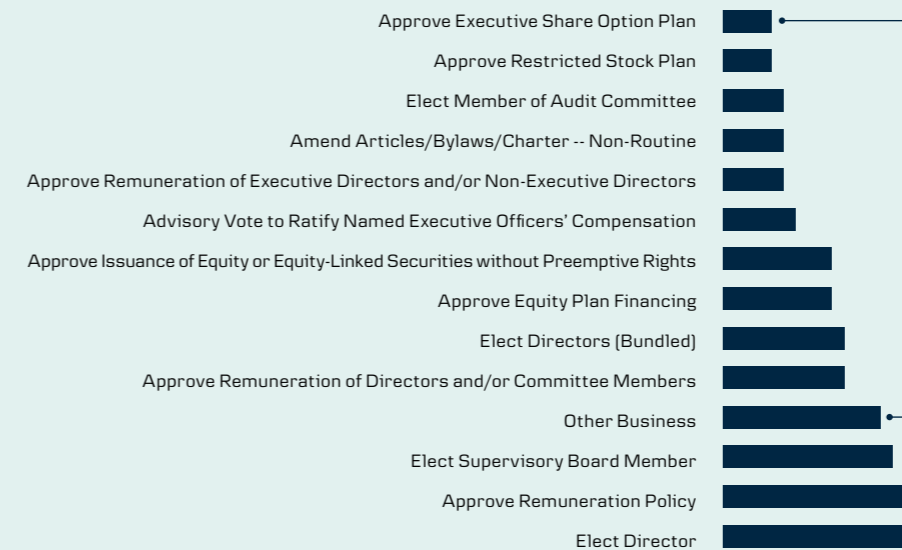 Approve Executive Share Option Plan
Approve Restricted Stock Plan
Elect Member of Audit Committee
Amend Articles/Bylaws/Charter -- Non-Routine
Approve Remuneration of Executive Directors and/or Non-Executive Directors
Advisory Vote to Ratify Named Executive Officers' Compensation
Approve Issuance of Equity or Equity-Linked Securities without Preemptive Rights
Approve Equity Plan Financing
Elect Directors (Bundled)
Approve Remuneration of Directors and/or Committee Members
Other Business
Elect Supervisory Board Member
Approve Remuneration Policy
Elect Director